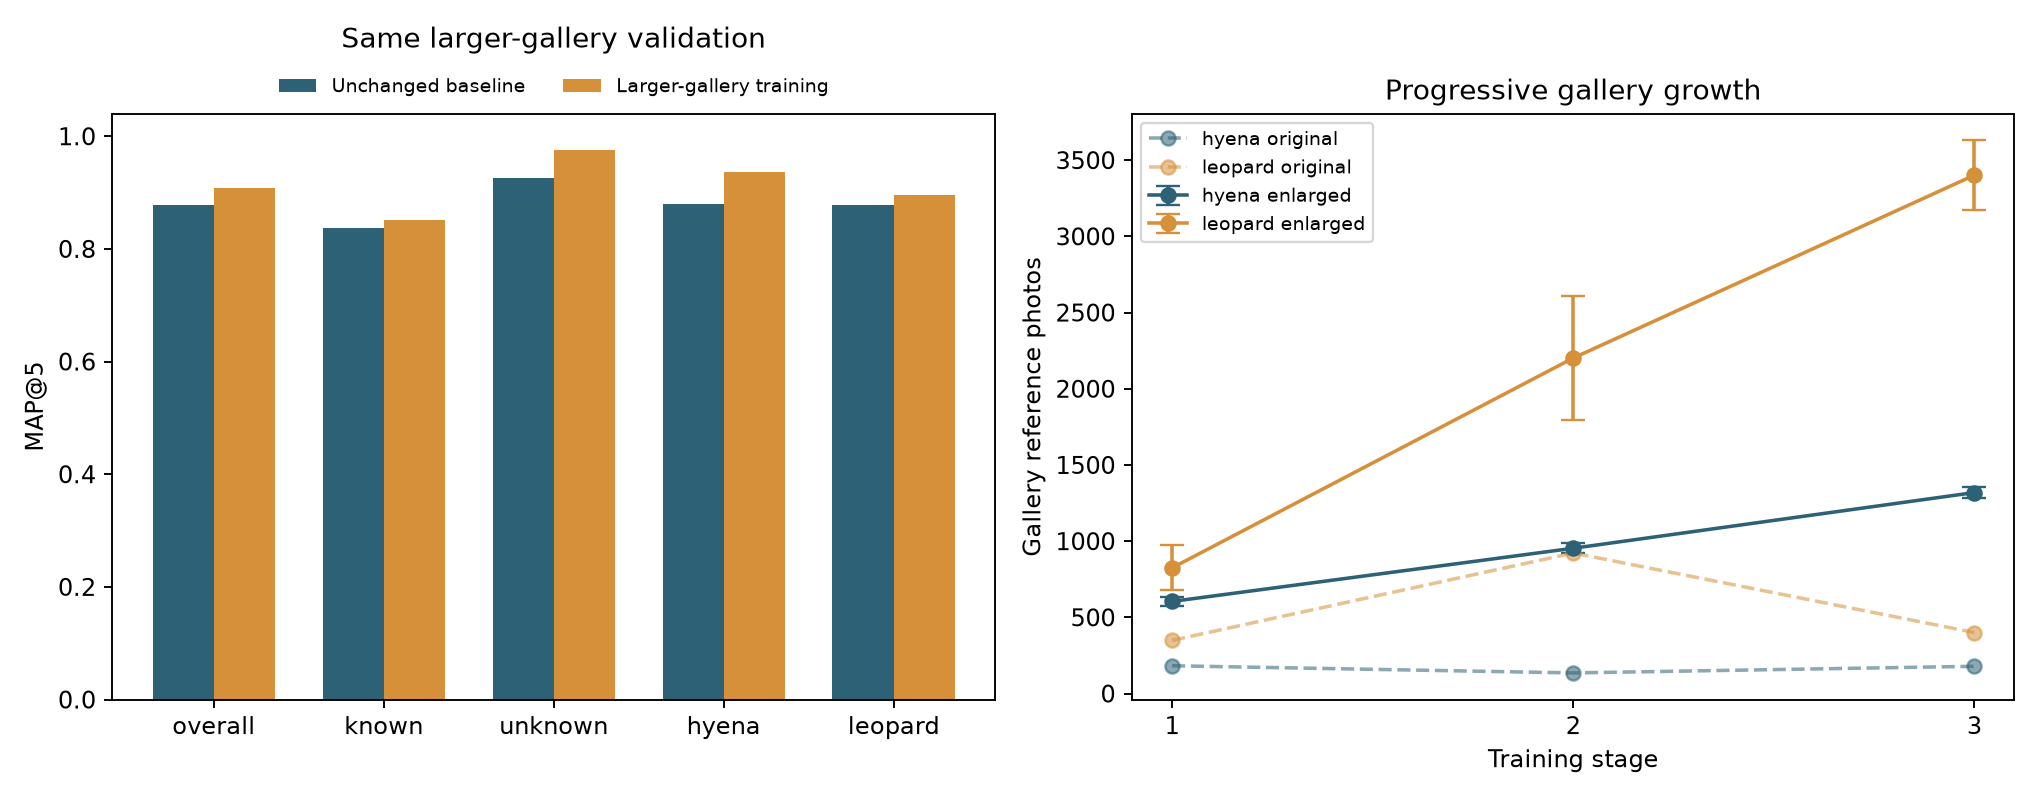 Same larger-gallery validation
Unchanged baseline
Larger-gallery training
MAP@5
1.0
0.8
0.6
0.4
0.2
0.0
overall
known
unknown
hyena
leopard
Progressive gallery growth
hyena original
leopard original
hyena enlarged
leopard enlarged
Gallery reference photos
3500
3000
2500
2000
1500
1000
500
0
1
2
3
Training stage